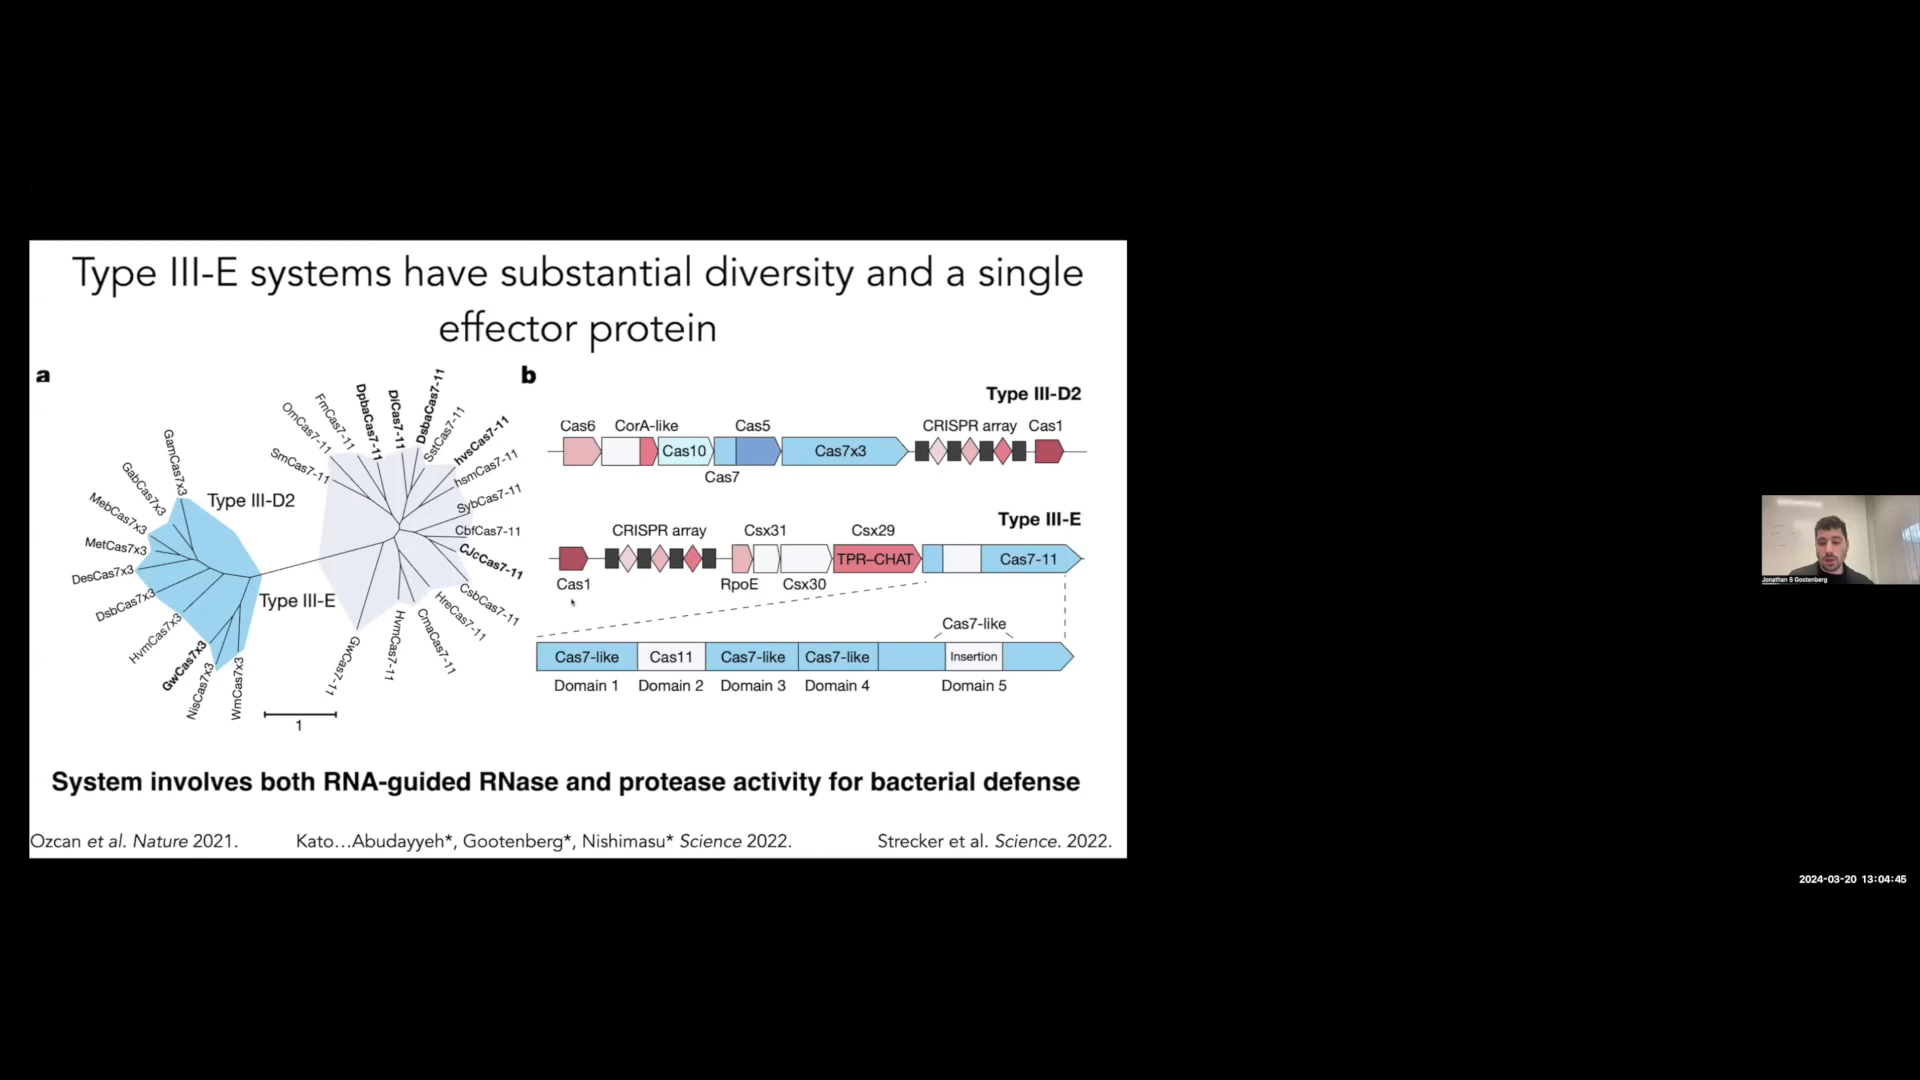 Type III-E systems have substantial diversity and a single
effector protein
a
GamCas7x3
GabCas7x3
MebCas7x3
MetCas7x3
DesCas7x3
DsbCas7x3
HvmCas7x3
GwCas7x3
NisCas7x3
WmCas7x3
Type III-D2
Type III-E
SmCas7-11
OmCas7-11
FmCas7-11
DpbaCas7-11
DiCas7-11
DsbaCas7-11
SstCas7-11
hvsCas7-11
hsmCas7-11
SybCas7-11
CbfCas7-11
CjcCas7-11
CsbCas7-11
HreCas7-11
CmaCas7-11
HvmCas7-11
GwCas7-11
1
b
Type III-D2
Cas6 CorA-like Cas5 CRISPR array Cas1
Cas10 Cas7x3
Cas7
Type III-E
CRISPR array Csx31 Csx29
TPR–CHAT Cas7-11
Cas1 RpoE Csx30
Cas7-like
Cas7-like Cas11 Cas7-like Cas7-like Insertion
Domain 1 Domain 2 Domain 3 Domain 4 Domain 5
System involves both RNA-guided RNase and protease activity for bacterial defense
Ozcan et al. Nature 2021. Kato…Abudayyeh*, Gootenberg*, Nishimasu* Science 2022. Strecker et al. Science. 2022.
Jonathan S Gootenberg
2024-03-20 13:04:45